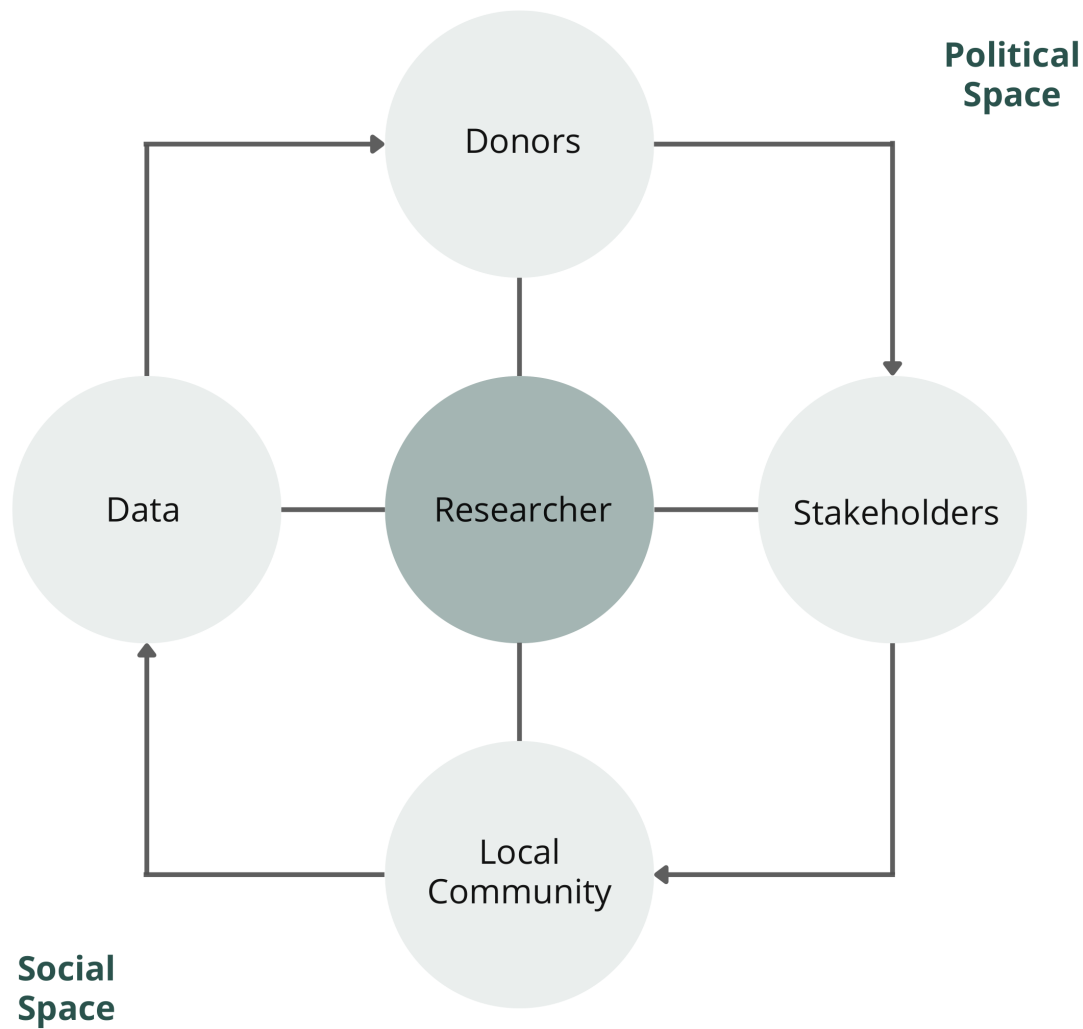 Political
Space
Donors
Data
Researcher
Stakeholders
Local
Community
Social
Space